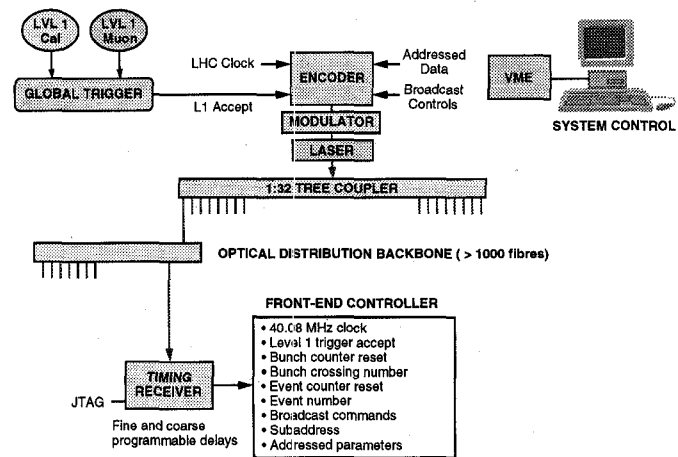 LVL 1
Cal
LVL 1
Muon
GLOBAL TRIGGER
LHC Clock
L1 Accept
ENCODER
Addressed
Data
Broadcast
Controls
MODULATOR
LASER
VME
SYSTEM CONTROL
1:32 TREE COUPLER
OPTICAL DISTRIBUTION BACKBONE ( > 1000 fibres)
FRONT-END CONTROLLER
• 40.08 MHz clock
• Level 1 trigger accept
• Bunch counter reset
• Bunch crossing number
• Event counter reset
• Event number
• Broadcast commands
• Subaddress
• Addressed parameters
TIMING
RECEIVER
JTAG
Fine and coarse
programmable delays